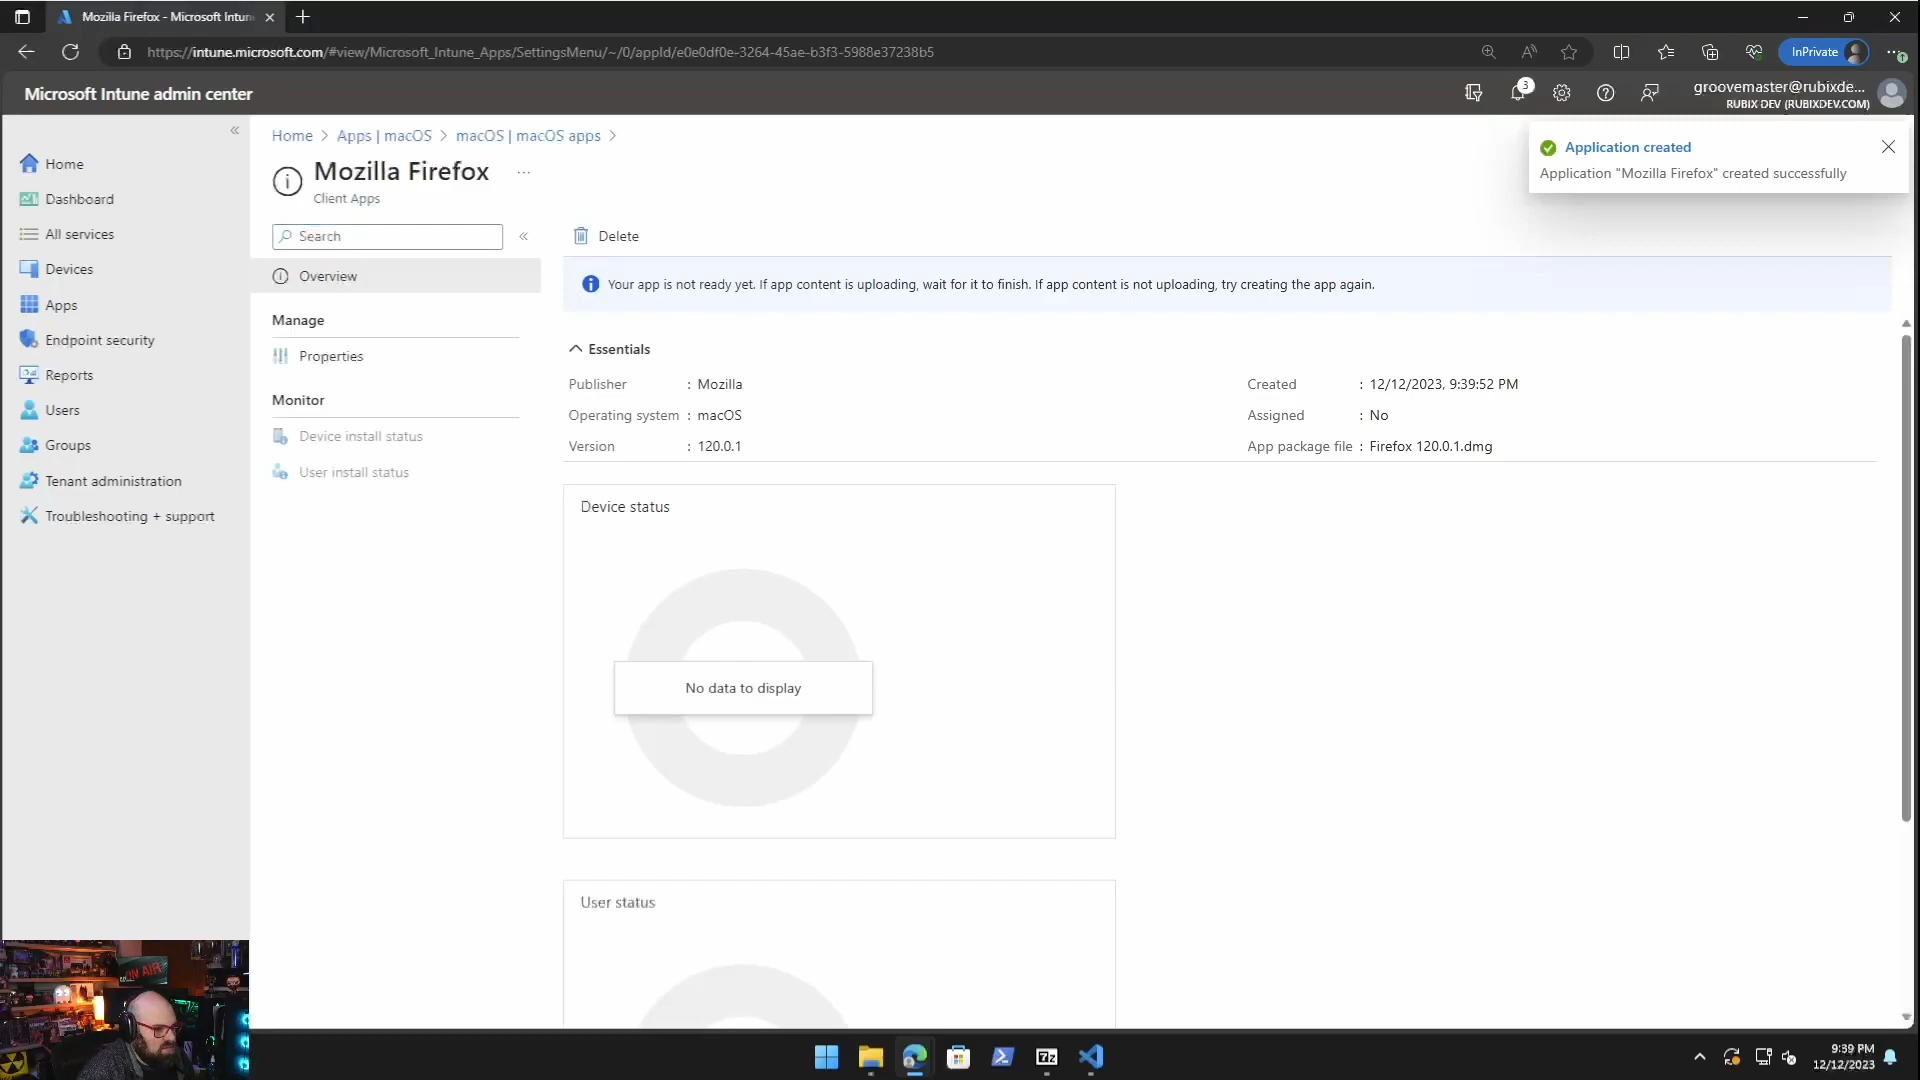 Mozilla Firefox - Microsoft Intun
https://intune.microsoft.com/#view/Microsoft_Intune_Apps/SettingsMenu/~/0/appId/e0e0df0e-3264-45ae-b3f3-5988e37238b5
InPrivate
Microsoft Intune admin center
3
groovemaster@rubixde...
RUBIX DEV (RUBIXDEV.COM)
Home > Apps | macOS > macOS | macOS apps >
Mozilla Firefox ...
Client Apps
Application created
Application "Mozilla Firefox" created successfully
Home
Dashboard
All services
Devices
Apps
Endpoint security
Reports
Users
Groups
Tenant administration
Troubleshooting + support
Search
Overview
Manage
Properties
Monitor
Device install status
User install status
Delete
Your app is not ready yet. If app content is uploading, wait for it to finish. If app content is not uploading, try creating the app again.
Essentials
Publisher : Mozilla
Operating system : macOS
Version : 120.0.1
Created : 12/12/2023, 9:39:52 PM
Assigned : No
App package file : Firefox 120.0.1.dmg
Device status
No data to display
User status
ON AIR
7z
9:39 PM
12/12/2023